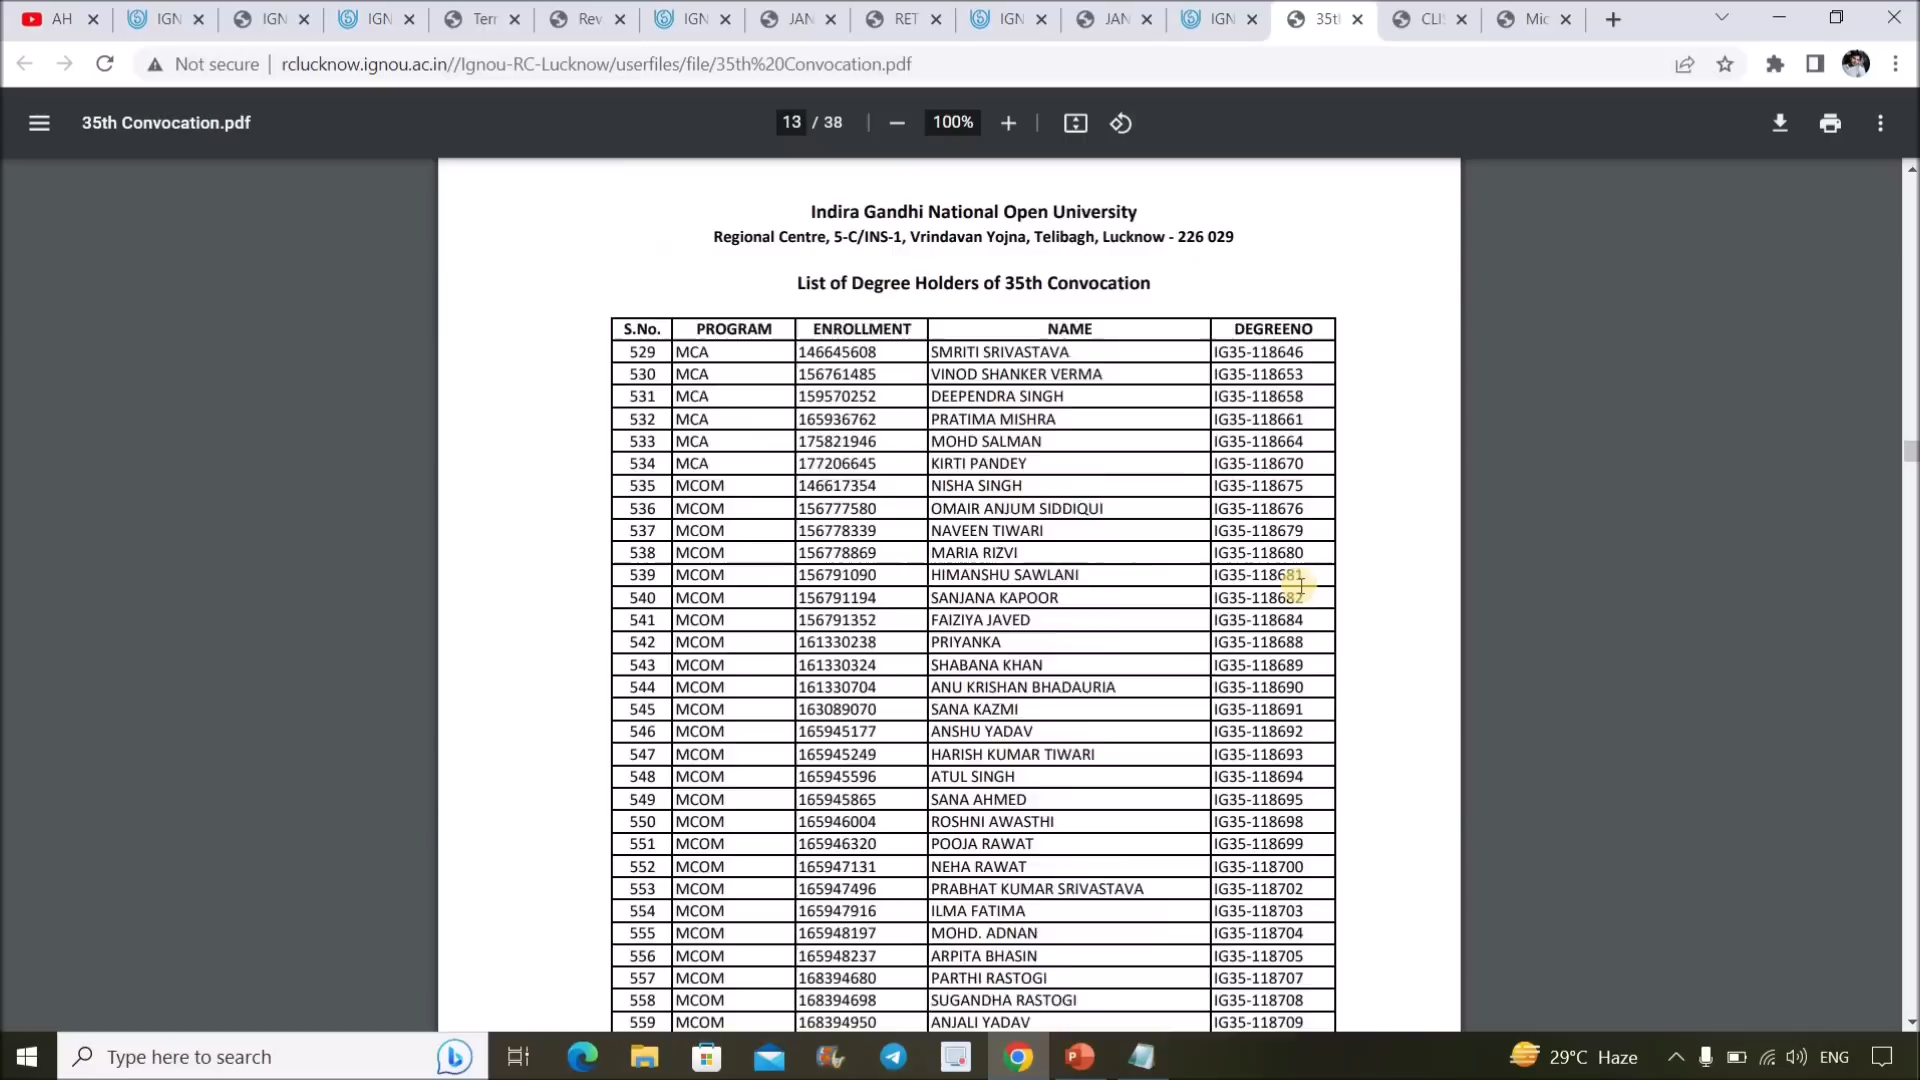 AH IGN IGN IGN Terr Rev IGN JAN RET IGN JAN IGN 35tl CLI Mic
Not secure | rclucknow.ignou.ac.in//Ignou-RC-Lucknow/userfiles/file/35th%20Convocation.pdf
35th Convocation.pdf 13 / 38 100%
Indira Gandhi National Open University
Regional Centre, 5-C/INS-1, Vrindavan Yojna, Telibagh, Lucknow - 226 029
List of Degree Holders of 35th Convocation
S.No. PROGRAM ENROLLMENT NAME DEGREENO
529 MCA 146645608 SMRITI SRIVASTAVA IG35-118646
530 MCA 156761485 VINOD SHANKER VERMA IG35-118653
531 MCA 159570252 DEEPENDRA SINGH IG35-118658
532 MCA 165936762 PRATIMA MISHRA IG35-118661
533 MCA 175821946 MOHD SALMAN IG35-118664
534 MCA 177206645 KIRTI PANDEY IG35-118670
535 MCOM 146617354 NISHA SINGH IG35-118675
536 MCOM 156777580 OMAIR ANJUM SIDDIQUI IG35-118676
537 MCOM 156778339 NAVEEN TIWARI IG35-118679
538 MCOM 156778869 MARIA RIZVI IG35-118680
539 MCOM 156791090 HIMANSHU SAWLANI IG35-118681
540 MCOM 156791194 SANJANA KAPOOR IG35-118682
541 MCOM 156791352 FAIZIYA JAVED IG35-118684
542 MCOM 161330238 PRIYANKA IG35-118688
543 MCOM 161330324 SHABANA KHAN IG35-118689
544 MCOM 161330704 ANU KRISHAN BHADAURIA IG35-118690
545 MCOM 163089070 SANA KAZMI IG35-118691
546 MCOM 165945177 ANSHU YADAV IG35-118692
547 MCOM 165945249 HARISH KUMAR TIWARI IG35-118693
548 MCOM 165945596 ATUL SINGH IG35-118694
549 MCOM 165945865 SANA AHMED IG35-118695
550 MCOM 165946004 ROSHNI AWASTHI IG35-118698
551 MCOM 165946320 POOJA RAWAT IG35-118699
552 MCOM 165947131 NEHA RAWAT IG35-118700
553 MCOM 165947496 PRABHAT KUMAR SRIVASTAVA IG35-118702
554 MCOM 165947916 ILMA FATIMA IG35-118703
555 MCOM 165948197 MOHD. ADNAN IG35-118704
556 MCOM 165948237 ARPITA BHASIN IG35-118705
557 MCOM 168394680 PARTHI RASTOGI IG35-118707
558 MCOM 168394698 SUGANDHA RASTOGI IG35-118708
559 MCOM 168394950 ANJALI YADAV IG35-118709
Type here to search 29°C Haze ENG